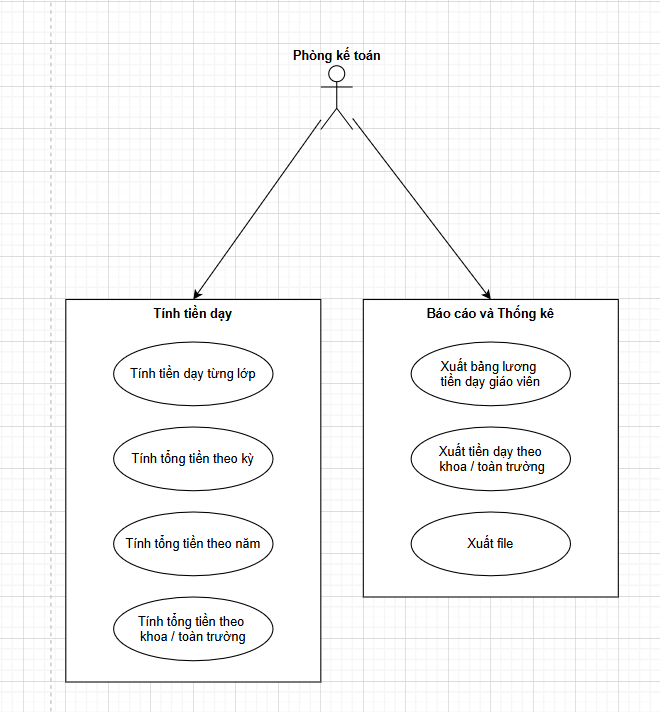 Phòng kế toán
Tính tiền dạy
Tính tiền dạy từng lớp
Tính tổng tiền theo kỳ
Tính tổng tiền theo năm
Tính tổng tiền theo
khoa / toàn trường
Báo cáo và Thống kê
Xuất bảng lương
tiền dạy giáo viên
Xuất tiền dạy theo
khoa / toàn trường
Xuất file